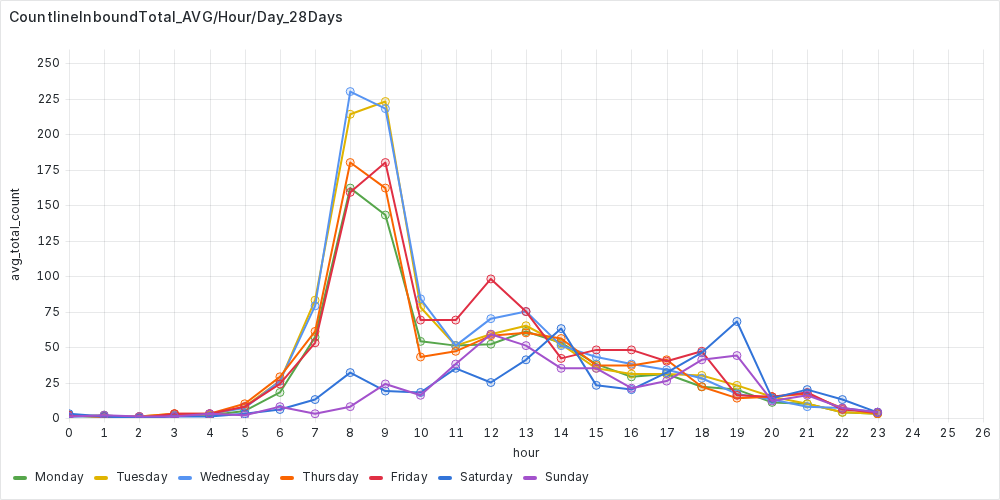 CountlineInboundTotal_AVG/Hour/Day_28Days
250
225
200
175
150
125
100
75
50
25
0
avg_total_count
0 1 2 3 4 5 6 7 8 9 10 11 12 13 14 15 16 17 18 19 20 21 22 23 24 25 26
hour
Monday Tuesday Wednesday Thursday Friday Saturday Sunday